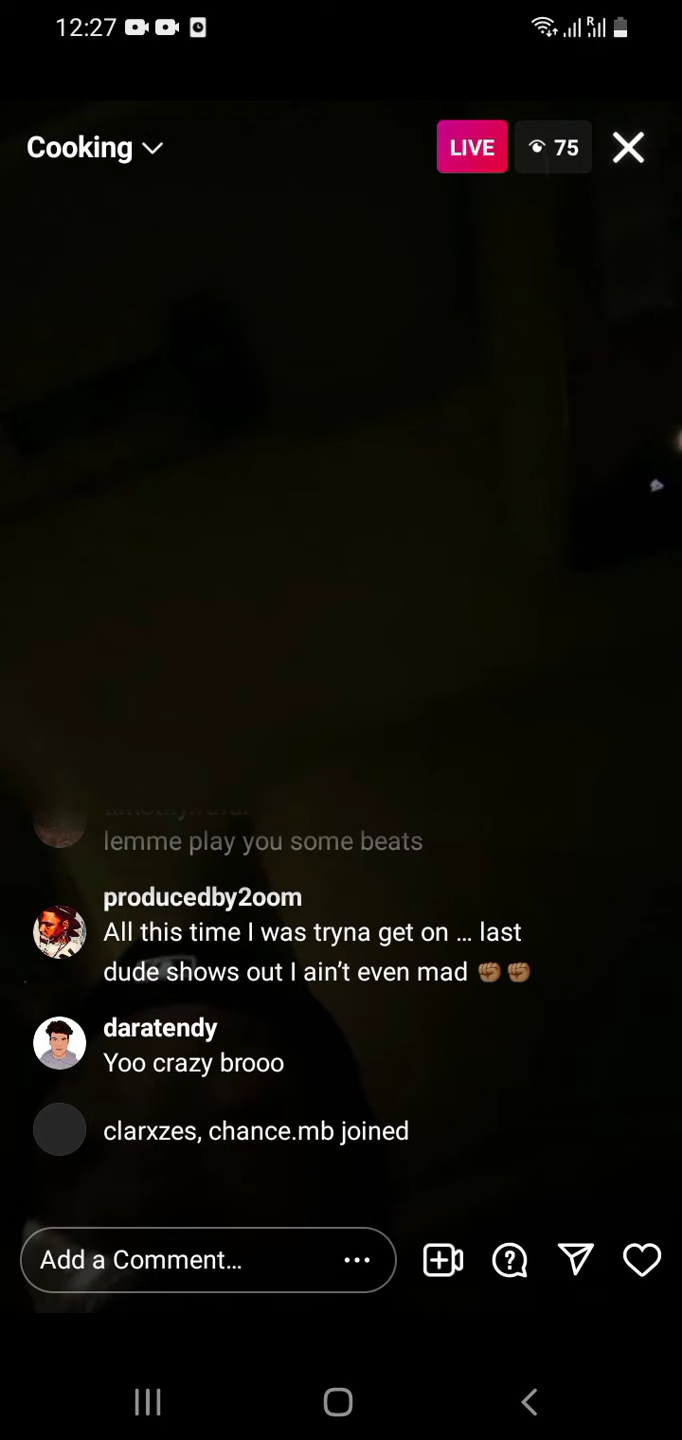 12:27
R
Cooking
LIVE
75
lemme play you some beats
producedby2oom
All this time I was tryna get on ... last
dude shows out I ain't even mad ✊🏽✊🏽
daratendy
Yoo crazy brooo
clarxzes, chance.mb joined
Add a Comment...